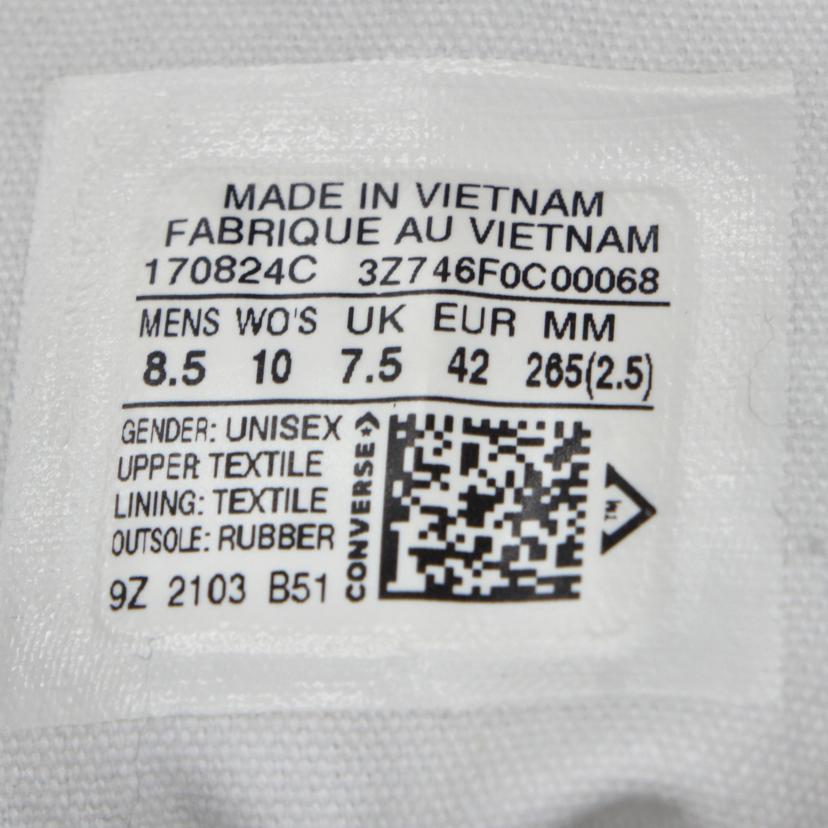 MADE IN VIETNAM
FABRIQUE AU VIETNAM
170824C 3Z746F0C00068
MENS WO'S UK EUR MM
8.5 10 7.5 42 265(2.5)
GENDER: UNISEX
UPPER: TEXTILE
LINING: TEXTILE
OUTSOLE: RUBBER
9Z 2103 B51
CONVERSE
TM